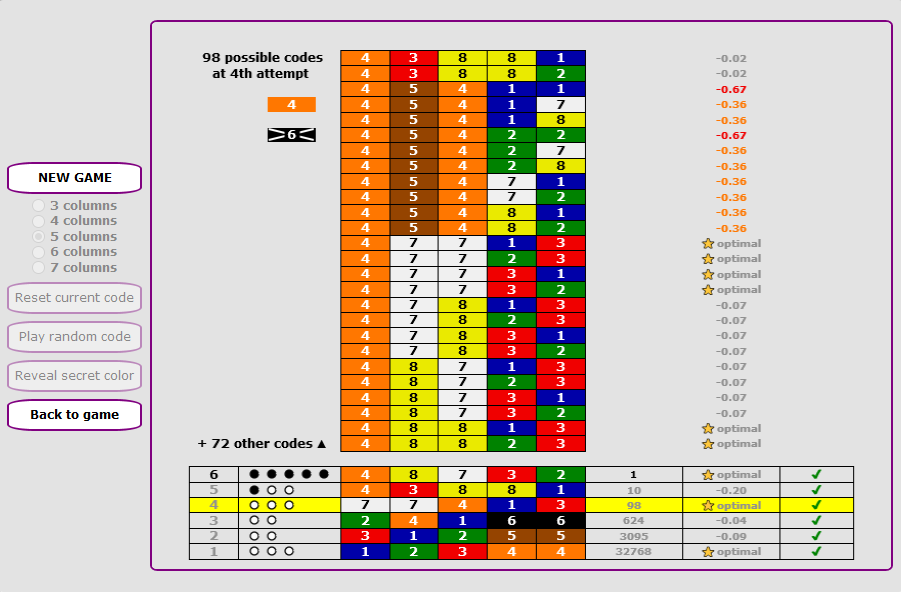 98 possible codes
at 4th attempt
4
6
NEW GAME
3 columns
4 columns
5 columns
6 columns
7 columns
Reset current code
Play random code
Reveal secret color
Back to game
4 3 8 8 1 -0.02
4 3 8 8 2 -0.02
4 5 4 1 1 -0.67
4 5 4 1 7 -0.36
4 5 4 1 8 -0.36
4 5 4 2 2 -0.67
4 5 4 2 7 -0.36
4 5 4 2 8 -0.36
4 5 4 7 1 -0.36
4 5 4 7 2 -0.36
4 5 4 8 1 -0.36
4 5 4 8 2 -0.36
4 7 7 1 3 optimal
4 7 7 2 3 optimal
4 7 7 3 1 optimal
4 7 7 3 2 optimal
4 7 8 1 3 -0.07
4 7 8 2 3 -0.07
4 7 8 3 1 -0.07
4 7 8 3 2 -0.07
4 8 7 1 3 -0.07
4 8 7 2 3 -0.07
4 8 7 3 1 -0.07
4 8 7 3 2 -0.07
4 8 8 1 3 optimal
+ 72 other codes ▲ 4 8 8 2 3 optimal
6 4 8 7 3 2 1 optimal
5 4 3 8 8 1 10 -0.20
4 7 7 4 1 3 98 optimal
3 2 4 1 6 6 624 -0.04
2 3 1 2 5 5 3095 -0.09
1 1 2 3 4 4 32768 optimal